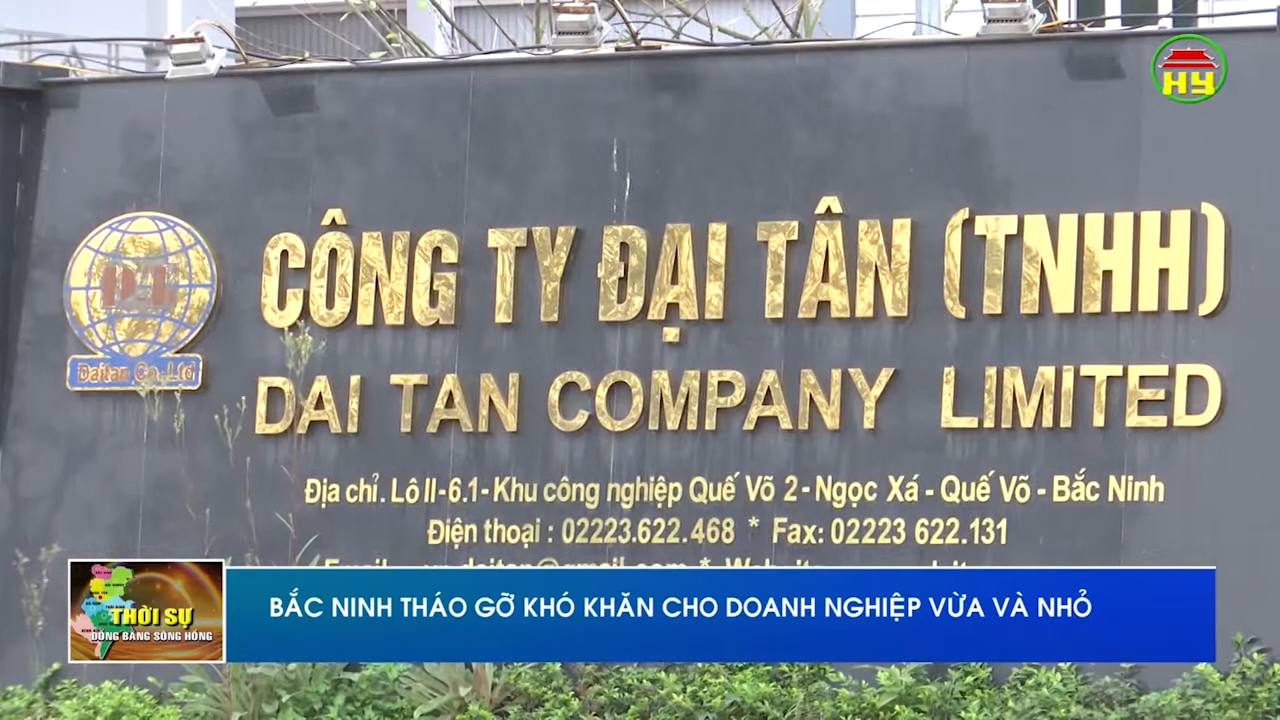 HY
CÔNG TY ĐẠI TÂN (TNHH)
Daitan Co., Ltd
DAI TAN COMPANY LIMITED
Địa chỉ. Lô II-6.1-Khu công nghiệp Quế Võ 2-Ngọc Xá-Quế Võ-Bắc Ninh
Điện thoại : 02223.622.468 * Fax: 02223 622.131
THỜI SỰ
ĐỒNG BẰNG SÔNG HỒNG
BẮC NINH THÁO GỠ KHÓ KHĂN CHO DOANH NGHIỆP VỪA VÀ NHỎ